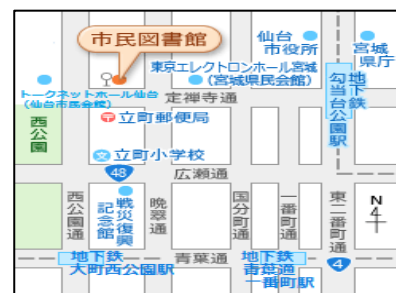 市民図書館
仙台
市役所
宮城
県庁
東京エレクトロンホール宮城
(宮城県民会館)
地下鉄
勾当台公園駅
トークネットホール仙台
(仙台市民会館)
定禅寺通
西公園
立町郵便局
文
立町小学校
48
広瀬通
西公園通
戦災復興
記念館
晩翠通
国分町通
一番町通
東二番町通
N
4
地下鉄
大町西公園駅
青葉通
地下鉄
青葉通
一番町駅
4